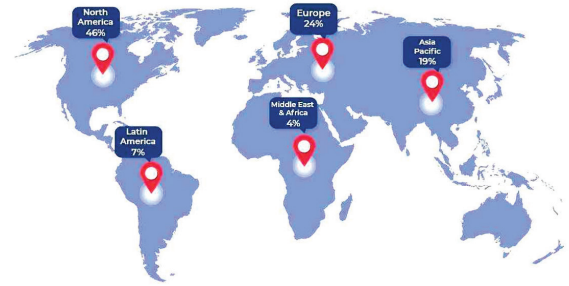 North
America
46%
Europe
24%
Asia
Pacific
19%
Middle East
& Africa
4%
Latin
America
7%